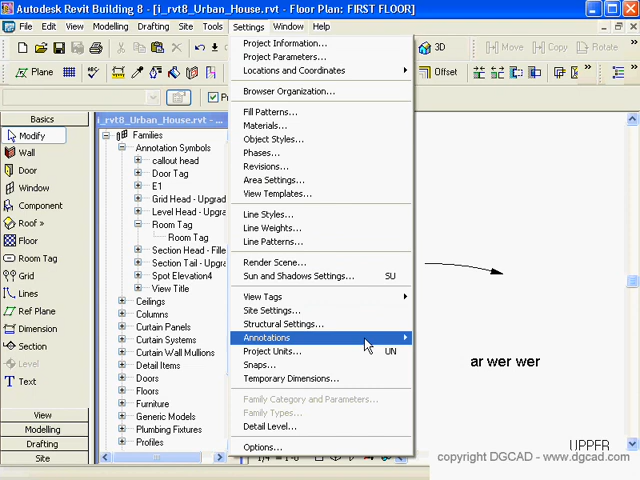 Autodesk Revit Building 8 - [i_rvt8_Urban_House.rvt - Floor Plan: FIRST FLOOR]
File Edit View Modelling Drafting Site Tools Settings Window Help
3D Move Copy Rotate
Plane Offset
i_rvt8_Urban_House.rvt - ...
Basics
Modify
Wall
Door
Window
Component
Roof »
Floor
Room Tag
Grid
Lines
Ref Plane
Dimension
Section
Level
Text
View
Modelling
Drafting
Site
Families
Annotation Symbols
callout head
Door Tag
E1
Grid Head - Upgrad
Level Head - Upgra
Room Tag
Room Tag
Section Head - Fille
Section Tail - Upgra
Spot Elevation4
View Title
Ceilings
Columns
Curtain Panels
Curtain Systems
Curtain Wall Mullions
Detail Items
Doors
Floors
Furniture
Generic Models
Plumbing Fixtures
Profiles
Project Information...
Project Parameters...
Locations and Coordinates
Browser Organization...
Fill Patterns...
Materials...
Object Styles...
Phases...
Revisions...
Area Settings...
View Templates...
Line Styles...
Line Weights...
Line Patterns...
Render Scene...
Sun and Shadows Settings... SU
View Tags
Site Settings...
Structural Settings...
Annotations
Project Units... UN
Snaps...
Temporary Dimensions...
Family Category and Parameters...
Family Types...
Detail Level...
Options...
ar wer wer
UPPER
copyright DGCAD - www.dgcad.com